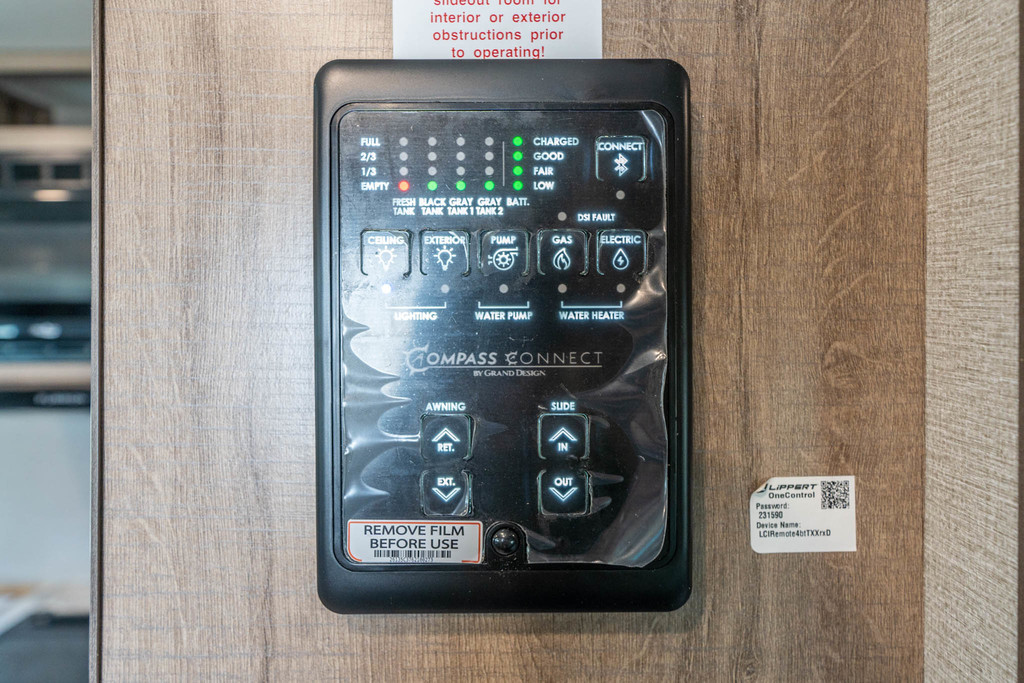 slideout room for
interior or exterior
obstructions prior
to operating!
FULL
2/3
1/3
EMPTY
CHARGED
GOOD
FAIR
LOW
CONNECT
FRESH TANK
BLACK TANK
GRAY TANK 1
GRAY TANK 2
BATT.
DSI FAULT
CEILING
EXTERIOR
PUMP
GAS
ELECTRIC
LIGHTING
WATER PUMP
WATER HEATER
COMPASS CONNECT
BY GRAND DESIGN
AWNING
SLIDE
RET.
IN
EXT.
OUT
REMOVE FILM
BEFORE USE
LIPPERT
OneControl
Password:
231590
Device Name:
LCIRemote4btTXXrxD